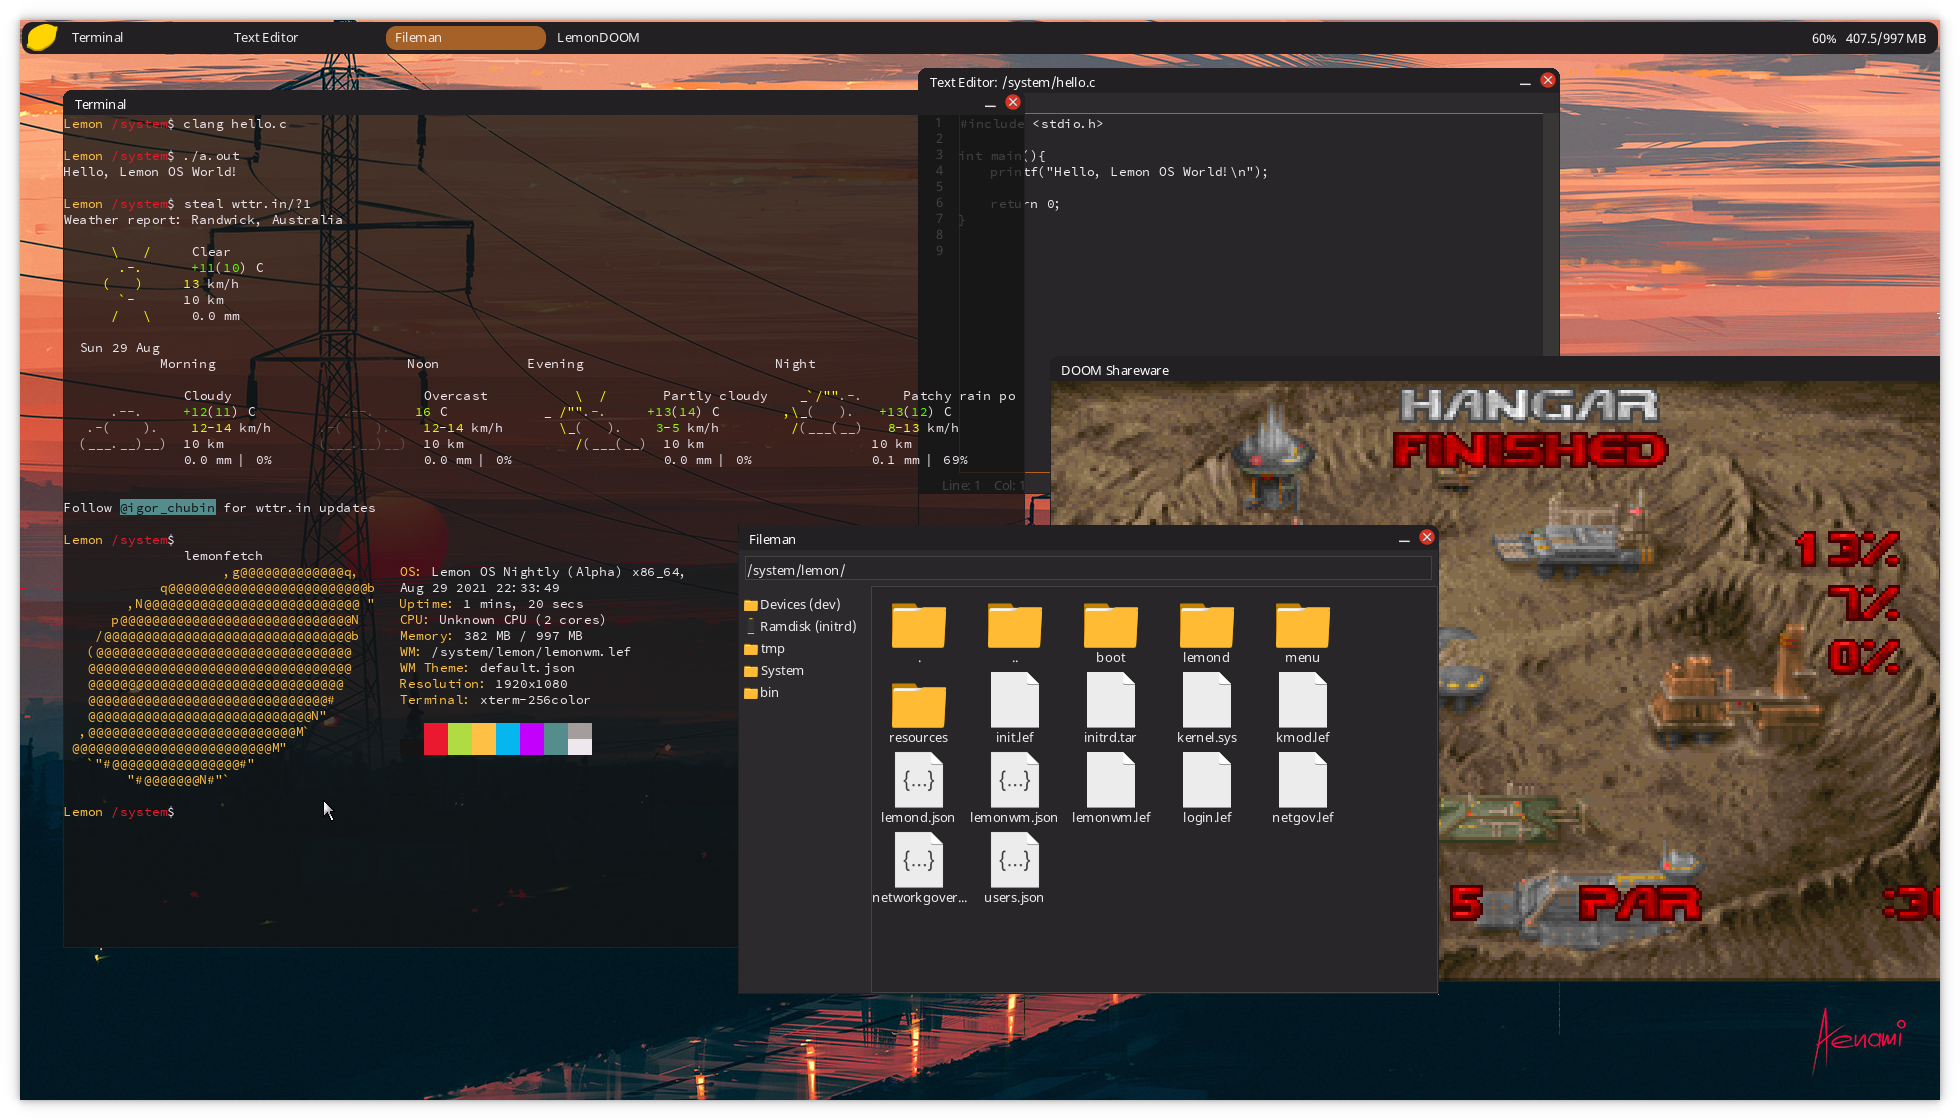 Terminal
Text Editor
Fileman
LemonDOOM
60% 407.5/997 MB
Text Editor: /system/hello.c
1 #include <stdio.h>
2
3 int main(){
4 printf("Hello, Lemon OS World!\n");
5
6 return 0;
7 }
8
9
Line: 1 Col: 1
Terminal
Lemon /system$ clang hello.c
Lemon /system$ ./a.out
Hello, Lemon OS World!
Lemon /system$ steal wttr.in/?1
Weather report: Randwick, Australia
\ / Clear
.-. +11(10) C
( ) 13 km/h
`- 10 km
/ \ 0.0 mm
Sun 29 Aug
Morning Noon Evening Night
Cloudy Overcast \ / Partly cloudy _`/"".-. Patchy rain po
.--. +12(11) C .--. 16 C _ /"".-. +13(14) C ,\_( ). +13(12) C
.-( ). 12-14 km/h .-( ). 12-14 km/h \_( ). 3-5 km/h /(___(__) 8-13 km/h
(___.__)__) 10 km (___.__)__) 10 km /(___(__) 10 km 10 km
0.0 mm | 0% 0.0 mm | 0% 0.0 mm | 0% 0.1 mm | 69%
Follow @igor_chubin for wttr.in updates
Lemon /system$
lemonfetch
,g@@@@@@@@@@@@@q, OS: Lemon OS Nightly (Alpha) x86_64,
q@@@@@@@@@@@@@@@@@@@@@@@@@b Aug 29 2021 22:33:49
,N@@@@@@@@@@@@@@@@@@@@@@@@@@@ " Uptime: 1 mins, 20 secs
p@@@@@@@@@@@@@@@@@@@@@@@@@@@@@N CPU: Unknown CPU (2 cores)
/@@@@@@@@@@@@@@@@@@@@@@@@@@@@@@@b Memory: 382 MB / 997 MB
(@@@@@@@@@@@@@@@@@@@@@@@@@@@@@@@@ WM: /system/lemon/lemonwm.lef
@@@@@@@@@@@@@@@@@@@@@@@@@@@@@@@@@ WM Theme: default.json
@@@@@@@@@@@@@@@@@@@@@@@@@@@@@@@@ Resolution: 1920x1080
@@@@@@@@@@@@@@@@@@@@@@@@@@@@@@# Terminal: xterm-256color
@@@@@@@@@@@@@@@@@@@@@@@@@@@@N"
,@@@@@@@@@@@@@@@@@@@@@@@@@@M`
@@@@@@@@@@@@@@@@@@@@@@@@@M"
`"#@@@@@@@@@@@@@@@@#"
"#@@@@@@@N#"`
Lemon /system$
DOOM Shareware
HANGAR
FINISHED
13%
7%
0%
5 PAR :30
Fileman
/system/lemon/
Devices (dev)
Ramdisk (initrd)
tmp
System
bin
. .. boot lemond menu
resources init.lef initrd.tar kernel.sys kmod.lef
{...} {...}
lemond.json lemonwm.json lemonwm.lef login.lef netgov.lef
{...} {...}
networkgover... users.json
Aenami